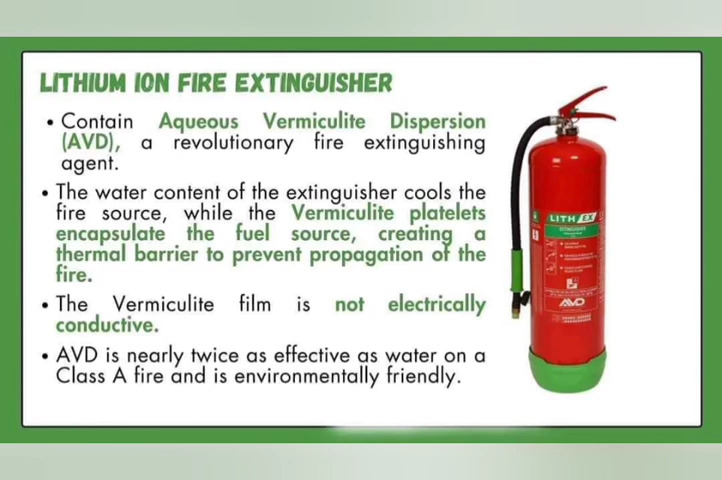 LITHIUM ION FIRE EXTINGUISHER
• Contain Aqueous Vermiculite Dispersion
(AVD), a revolutionary fire extinguishing
agent.
• The water content of the extinguisher cools the
fire source, while the Vermiculite platelets
encapsulate the fuel source, creating a
thermal barrier to prevent propagation of the
fire.
• The Vermiculite film is not electrically
conductive.
• AVD is nearly twice as effective as water on a
Class A fire and is environmentally friendly.
LITH EX
EXTINGUISHER
AVD